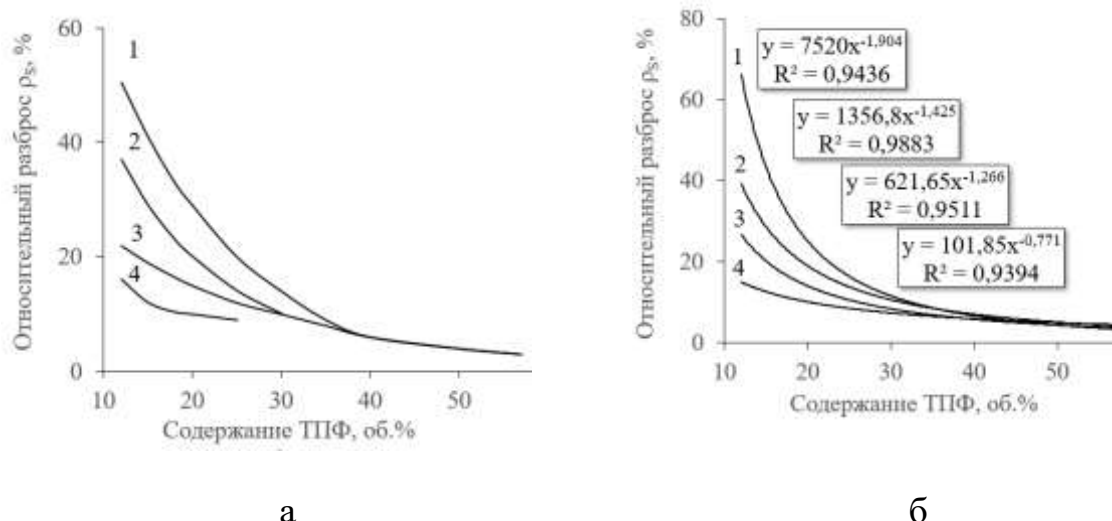 60
40
20
0
10 20 30 40 50
1
2
3
4
Относительный разброс ρₛ, %
Содержание ТПФ, об.%
а
80
60
40
20
0
10 20 30 40 50
1
2
3
4
y = 7520x^-1,904
R² = 0,9436
y = 1356,8x^-1,425
R² = 0,9883
y = 621,65x^-1,266
R² = 0,9511
y = 101,85x^-0,771
R² = 0,9394
Относительный разброс ρₛ, %
Содержание ТПФ, об.%
б